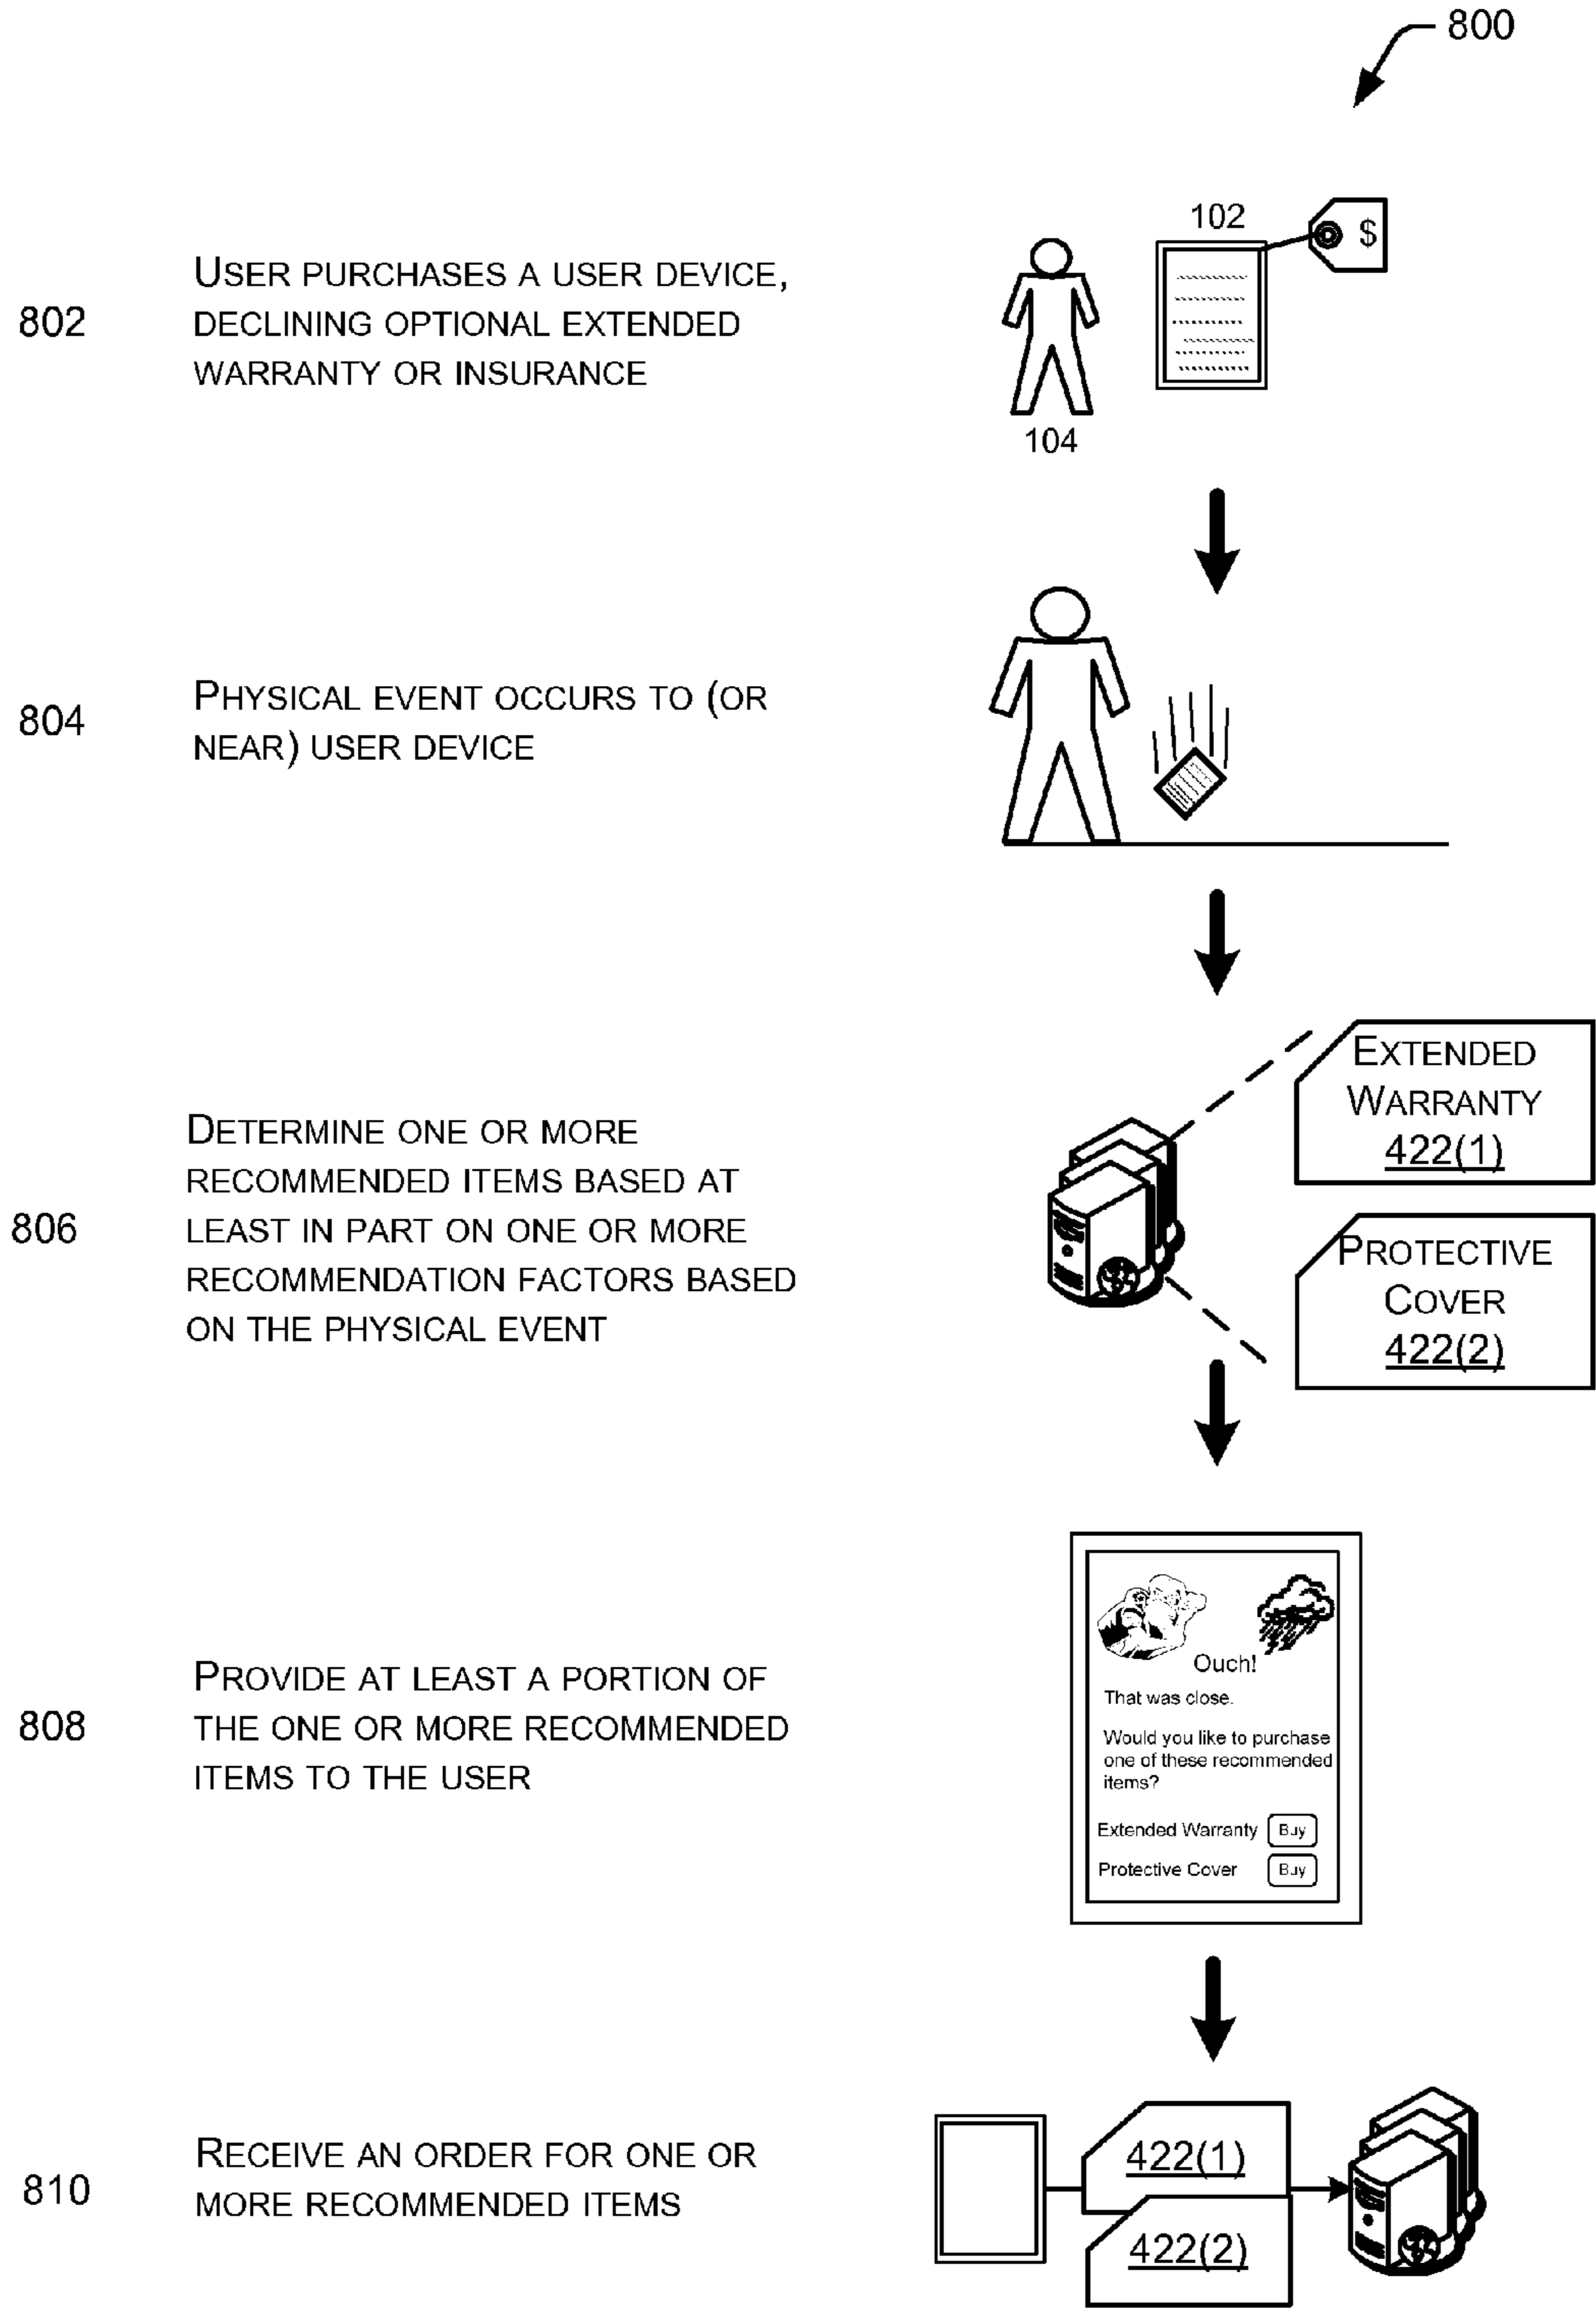 800
802
USER PURCHASES A USER DEVICE,
DECLINING OPTIONAL EXTENDED
WARRANTY OR INSURANCE
102
$
104
804
PHYSICAL EVENT OCCURS TO (OR
NEAR) USER DEVICE
806
DETERMINE ONE OR MORE
RECOMMENDED ITEMS BASED AT
LEAST IN PART ON ONE OR MORE
RECOMMENDATION FACTORS BASED
ON THE PHYSICAL EVENT
EXTENDED
WARRANTY
422(1)
PROTECTIVE
COVER
422(2)
808
PROVIDE AT LEAST A PORTION OF
THE ONE OR MORE RECOMMENDED
ITEMS TO THE USER
Ouch!
That was close.
Would you like to purchase
one of these recommended
items?
Extended Warranty Buy
Protective Cover Buy
810
RECEIVE AN ORDER FOR ONE OR
MORE RECOMMENDED ITEMS
422(1)
422(2)